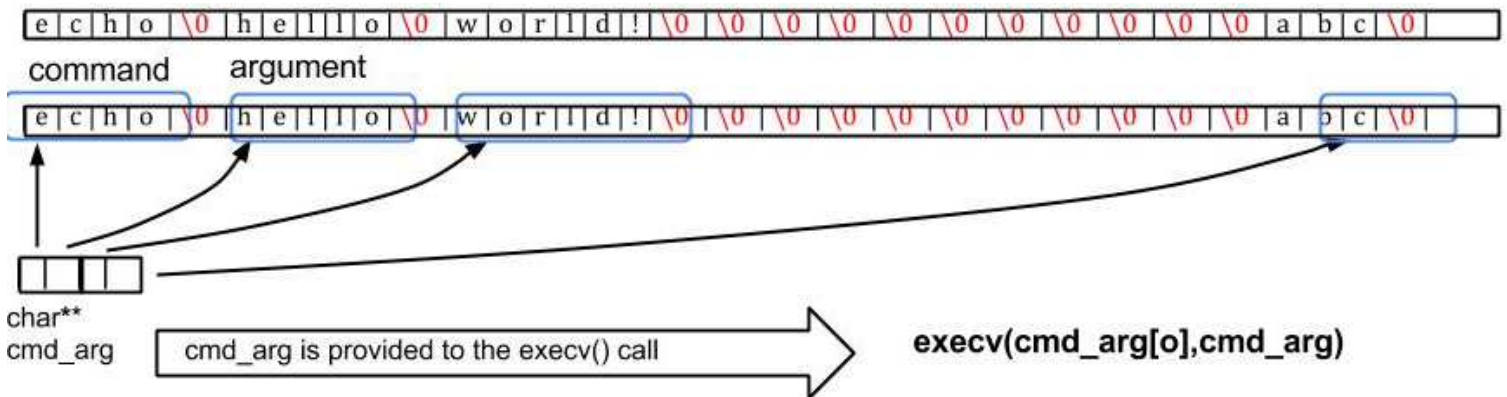 e c h o \0 h e l l o \0 w o r l d ! \0 \0 \0 \0 \0 \0 \0 \0 \0 \0 \0 a b c \0
command argument
e c h o \0 h e l l o \0 w o r l d ! \0 \0 \0 \0 \0 \0 \0 \0 \0 \0 \0 a b c \0
char**
cmd_arg
cmd_arg is provided to the execv() call
execv(cmd_arg[o],cmd_arg)